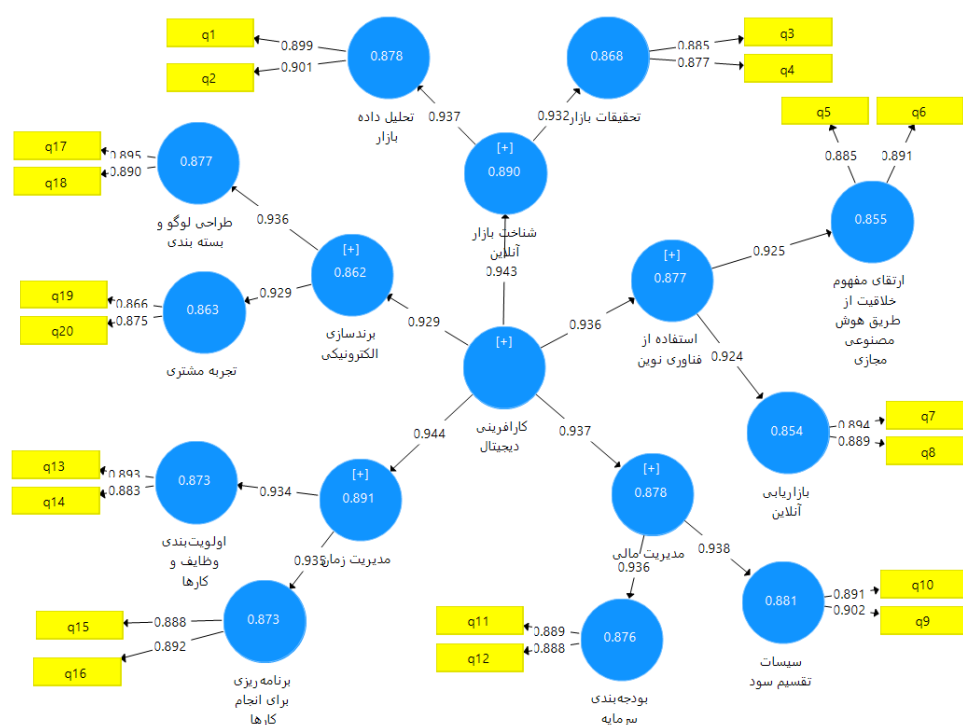 q1
0.899
0.878
q2
0.901
تحلیل داده
بازار
0.937
0.868
0.885
q3
0.877
q4
تحقیقات بازار
0.932
[+]
0.890
شناخت بازار
آنلاین
0.943
q5
q6
0.885
0.891
0.855
ارتقای مفهوم
خلاقیت از
طریق هوش
مصنوعی
مجازی
0.925
q17
0.895
0.877
q18
0.890
طراحی لوگو و
بسته بندی
0.936
[+]
0.862
برندسازی
الکترونیکی
0.929
q19
0.866
0.863
q20
0.875
تجربه مشتری
0.929
[+]
0.877
استفاده از
فناوری نوین
0.936
0.924
[+]
کارافرینی
دیجیتال
0.854
0.894
q7
0.889
q8
بازاریابی
آنلاین
0.944
0.937
q13
0.893
0.873
q14
0.883
اولویت‌بندی
وظایف و
کارها
0.934
[+]
0.891
مدیریت زمان
0.935
[+]
0.878
مدیریت مالی
0.936
0.938
q15
0.888
0.873
q16
0.892
برنامه‌ریزی
برای انجام
کارها
q11
0.889
0.876
q12
0.888
بودجه‌بندی
سرمایه
0.881
0.891
q10
0.902
q9
سیسات
تقسیم سود